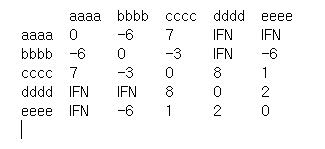 aaaa bbbb cccc dddd eeee
aaaa 0 -6 7 IFN IFN
bbbb -6 0 -3 IFN -6
cccc 7 -3 0 8 1
dddd IFN IFN 8 0 2
eeee IFN -6 1 2 0